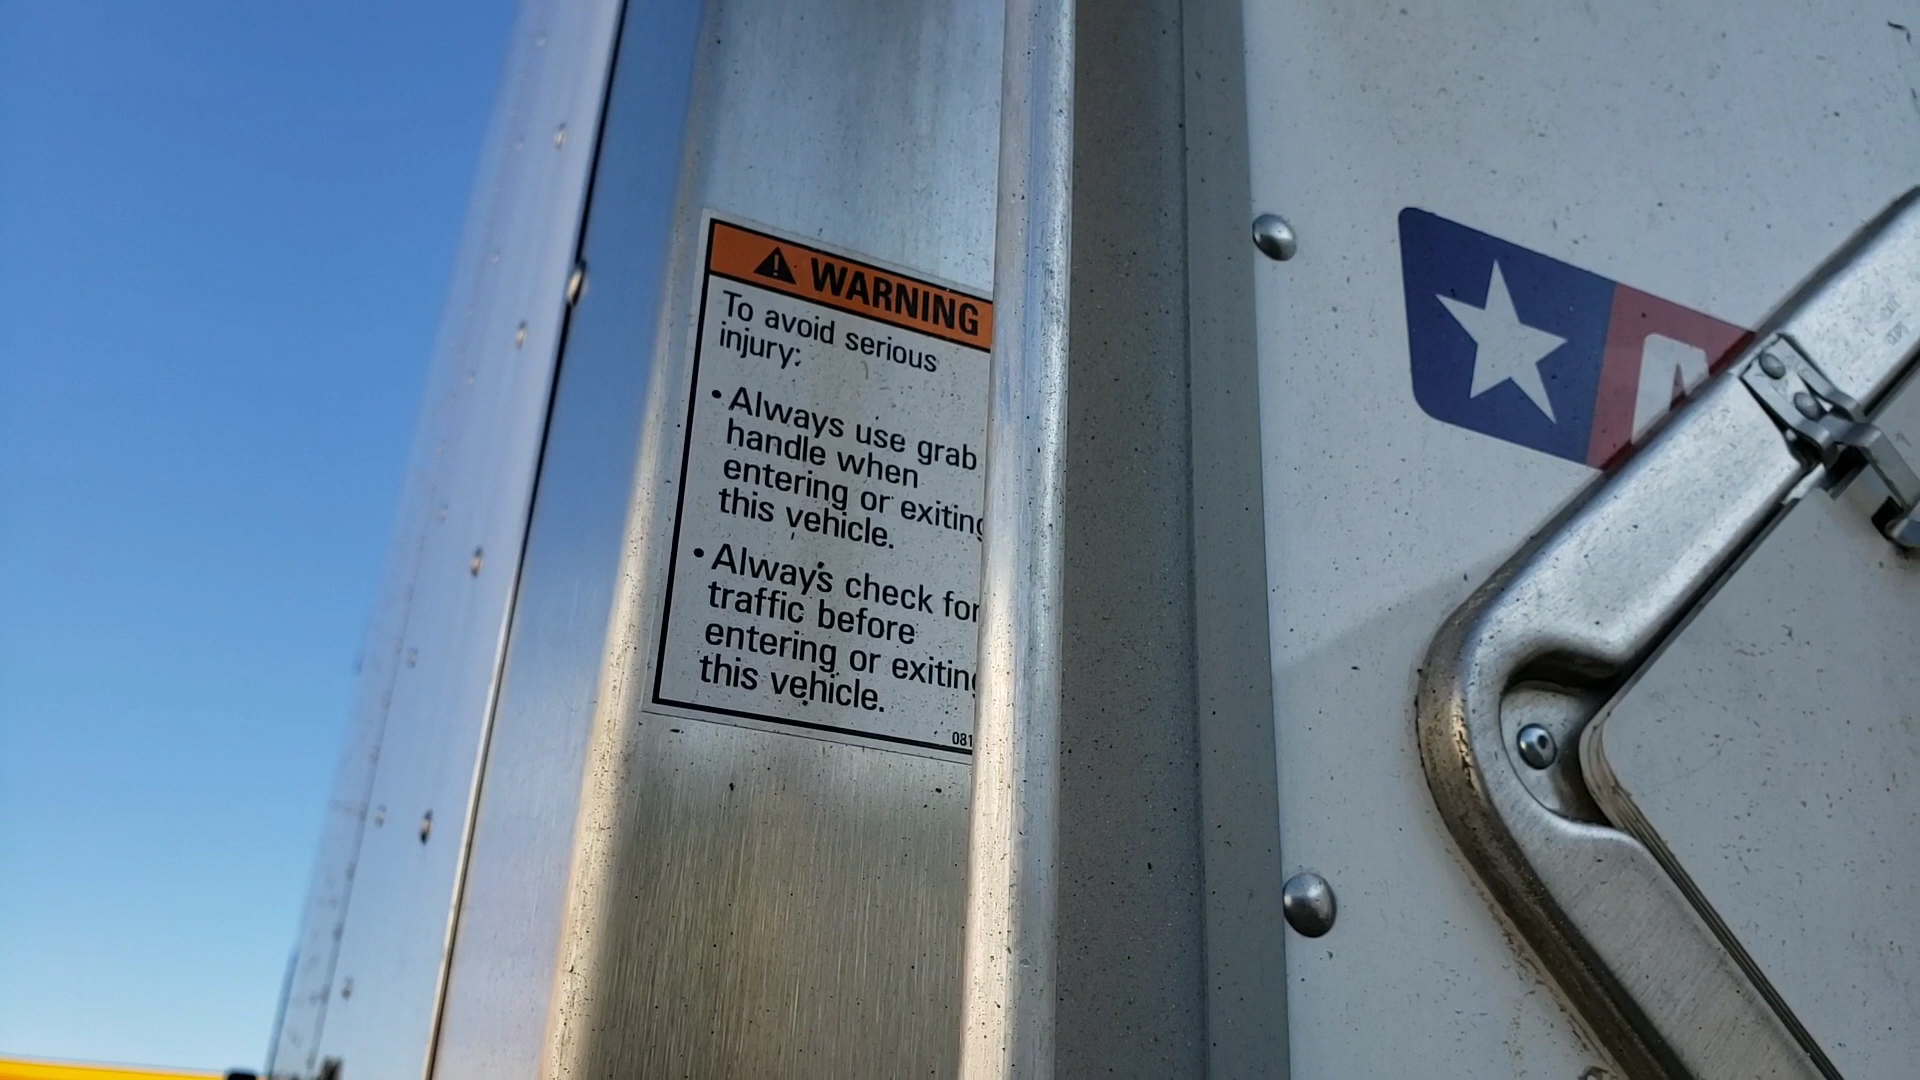 WARNING
To avoid serious
injury:
• Always use grab
handle when
entering or exiting
this vehicle.
• Always check for
traffic before
entering or exiting
this vehicle.
081